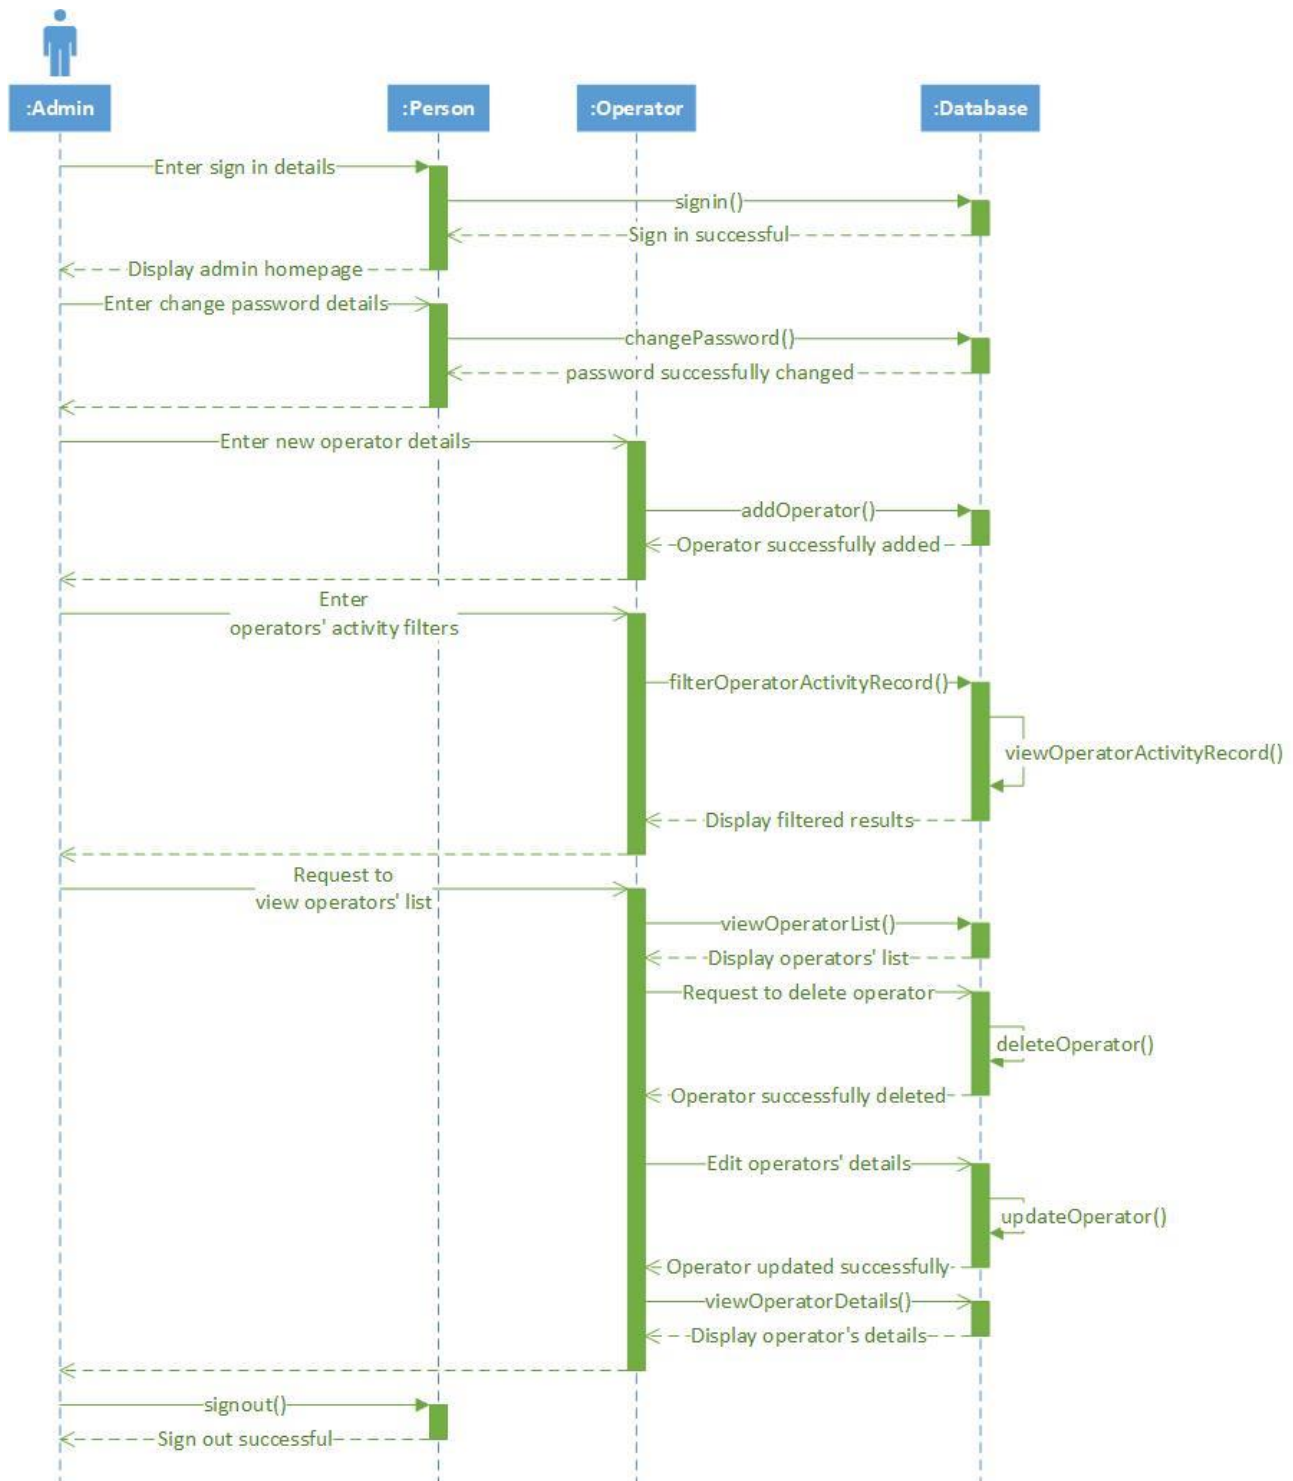 :Admin
:Person
:Operator
:Database
Enter sign in details
signin()
Sign in successful
Display admin homepage
Enter change password details
changePassword()
password successfully changed
Enter new operator details
addOperator()
Operator successfully added
Enter
operators' activity filters
filterOperatorActivityRecord()
viewOperatorActivityRecord()
Display filtered results
Request to
view operators' list
viewOperatorList()
Display operators' list
Request to delete operator
deleteOperator()
Operator successfully deleted
Edit operators' details
updateOperator()
Operator updated successfully
viewOperatorDetails()
Display operator's details
signout()
Sign out successful